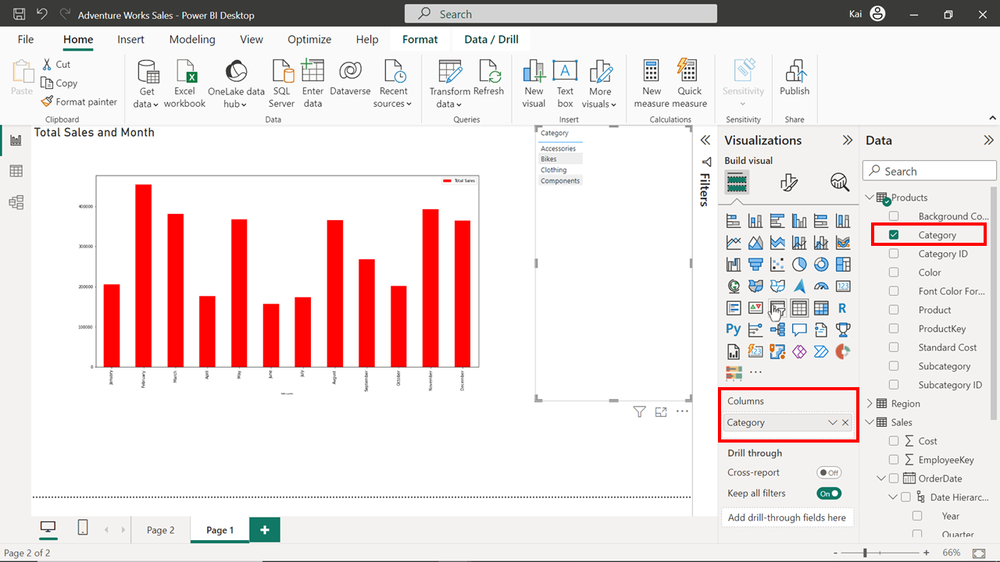 Adventure Works Sales - Power BI Desktop
Search
Kai
File
Home
Insert
Modeling
View
Optimize
Help
Format
Data / Drill
Paste
Cut
Copy
Format painter
Clipboard
Get data
Excel workbook
OneLake data hub
SQL Server
Enter data
Dataverse
Recent sources
Data
Transform data
Refresh
Queries
New visual
Text box
More visuals
Insert
New measure
Quick measure
Calculations
Sensitivity
Sensitivity
Publish
Share
Total Sales and Month
Total Sales
400000
300000
200000
100000
0
January
February
March
April
May
June
July
August
September
October
November
December
Month
Category
Accessories
Bikes
Clothing
Components
Filters
Visualizations
Build visual
123
R
Py
123
Columns
Category
Drill through
Cross-report
Off
Keep all filters
On
Add drill-through fields here
Data
Search
Products
Background Co...
Category
Category ID
Color
Font Color For...
Product
ProductKey
Standard Cost
Subcategory
Subcategory ID
Region
Sales
Cost
EmployeeKey
OrderDate
Date Hierarc...
Year
Quarter
Page 2
Page 1
Page 2 of 2
66%